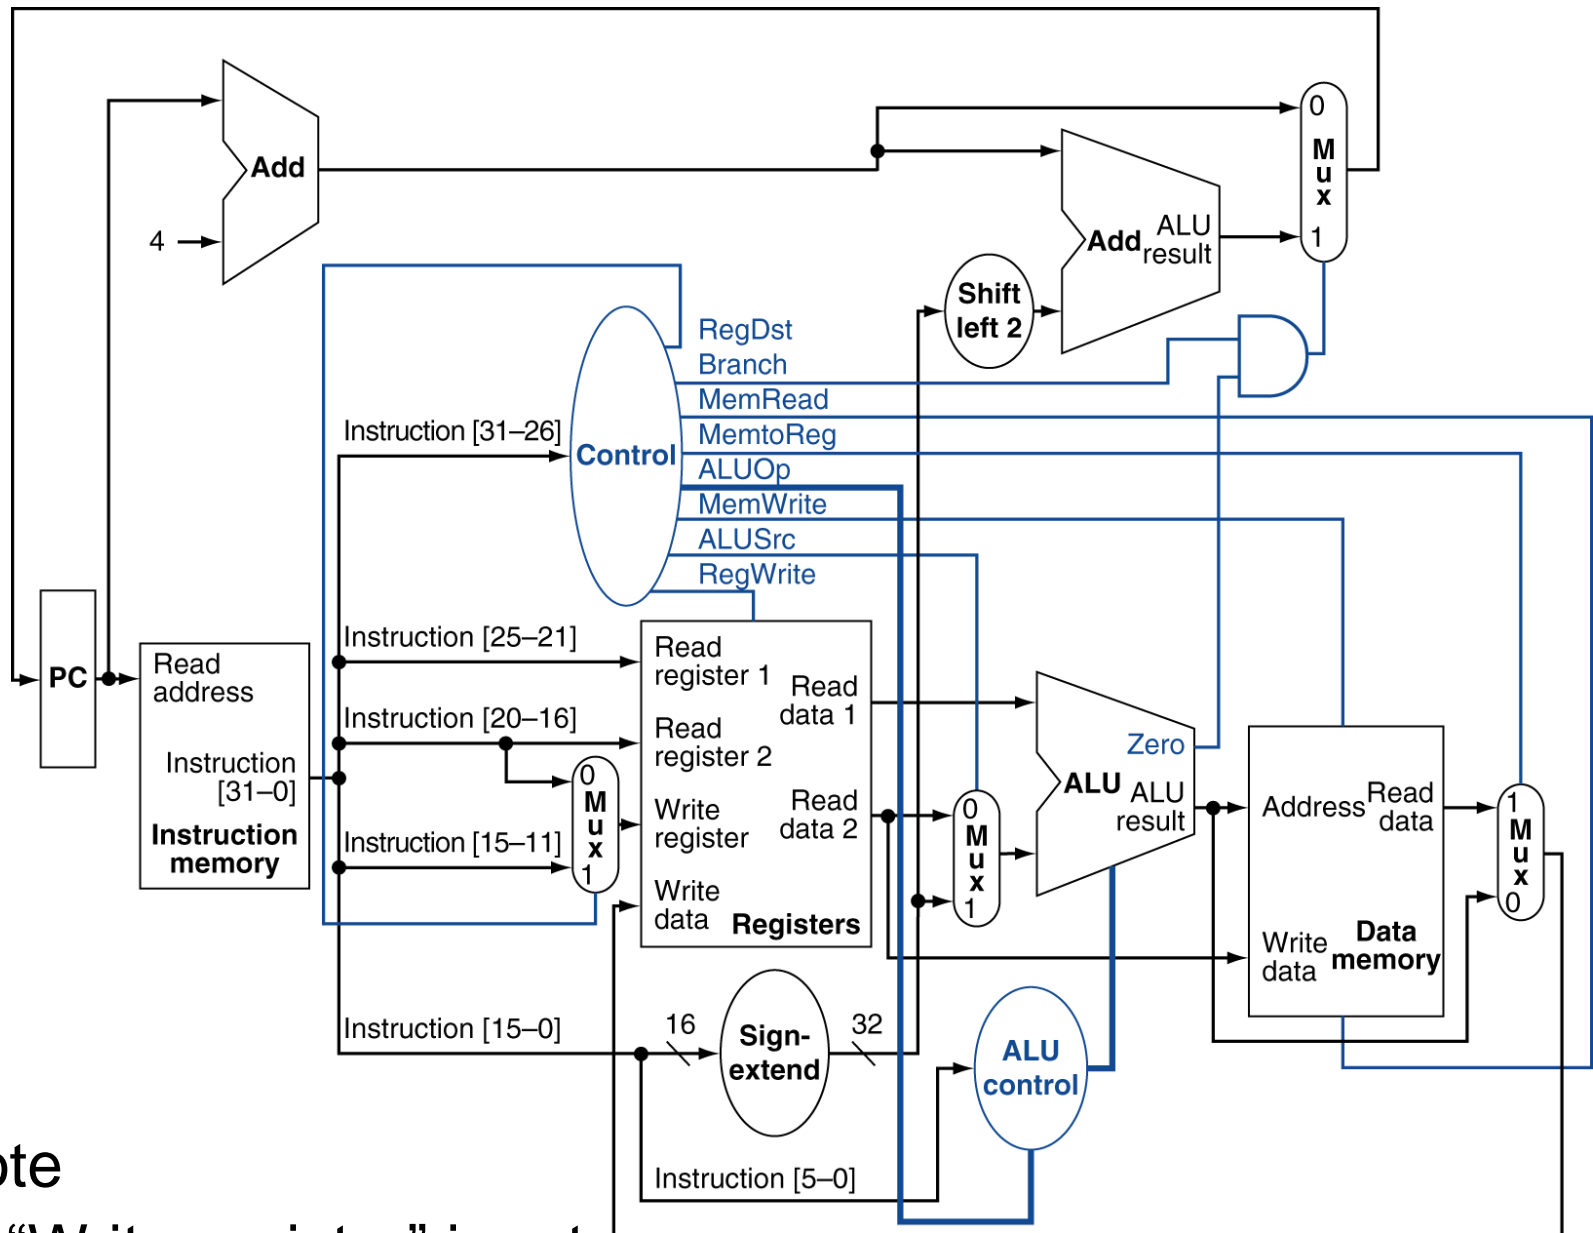 0
M
u
x
1
Add
4
Add
ALU
result
Shift
left 2
RegDst
Branch
MemRead
MemtoReg
ALUOp
MemWrite
ALUSrc
RegWrite
Control
Instruction [31–26]
Instruction [25–21]
Instruction [20–16]
Instruction [15–11]
Instruction [15–0]
Instruction [5–0]
PC
Read
address
Instruction
[31–0]
Instruction
memory
0
M
u
x
1
Read
register 1
Read
register 2
Write
register
Write
data
Read
data 1
Read
data 2
Registers
0
M
u
x
1
Zero
ALU
ALU
result
Address
Read
data
Write
data
Data
memory
1
M
u
x
0
16
Sign-
extend
32
ALU
control